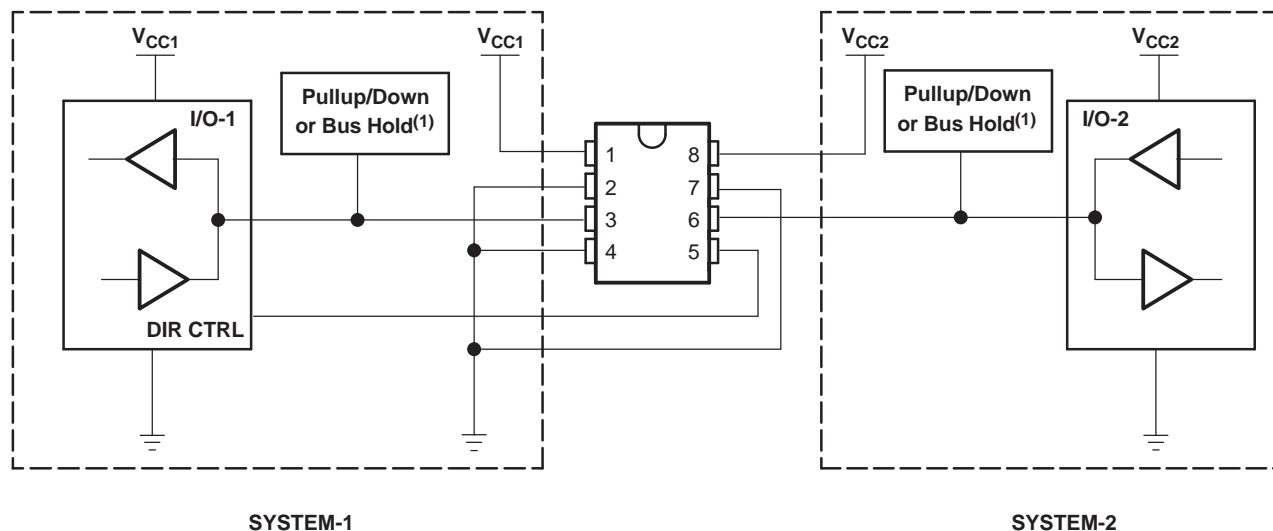 VCC1
VCC1
VCC2
VCC2
Pullup/Down
or Bus Hold(1)
Pullup/Down
or Bus Hold(1)
I/O-1
I/O-2
1
8
2
7
3
6
4
5
DIR CTRL
SYSTEM-1
SYSTEM-2